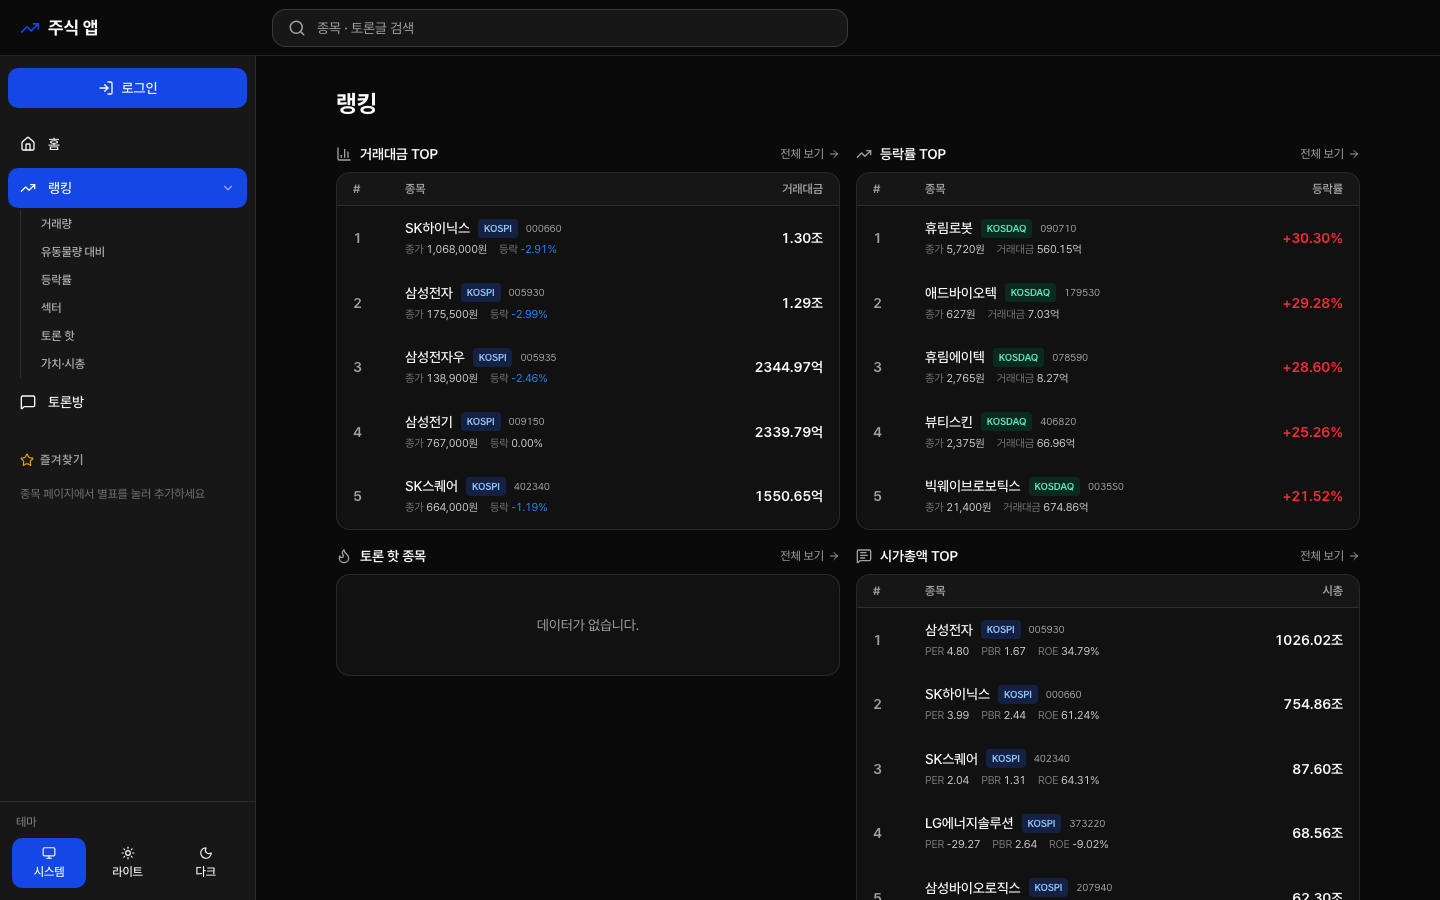 주식 앱
종목 · 토론글 검색
로그인
홈
랭킹
거래량
유동물량 대비
등락률
섹터
토론 핫
가치·시총
토론방
즐겨찾기
종목 페이지에서 별표를 눌러 추가하세요
테마
시스템 라이트 다크
랭킹
거래대금 TOP 전체 보기 →
# 종목 거래대금
1 SK하이닉스 KOSPI 000660 1.30조
종가 1,068,000원 등락 -2.91%
2 삼성전자 KOSPI 005930 1.29조
종가 175,500원 등락 -2.99%
3 삼성전자우 KOSPI 005935 2344.97억
종가 138,900원 등락 -2.46%
4 삼성전기 KOSPI 009150 2339.79억
종가 767,000원 등락 0.00%
5 SK스퀘어 KOSPI 402340 1550.65억
종가 664,000원 등락 -1.19%
등락률 TOP 전체 보기 →
# 종목 등락률
1 휴림로봇 KOSDAQ 090710 +30.30%
종가 5,720원 거래대금 560.15억
2 애드바이오텍 KOSDAQ 179530 +29.28%
종가 627원 거래대금 7.03억
3 휴림에이텍 KOSDAQ 078590 +28.60%
종가 2,765원 거래대금 8.27억
4 뷰티스킨 KOSDAQ 406820 +25.26%
종가 2,375원 거래대금 66.96억
5 빅웨이브로보틱스 KOSDAQ 0035S0 +21.52%
종가 21,400원 거래대금 674.86억
토론 핫 종목 전체 보기 →
데이터가 없습니다.
시가총액 TOP 전체 보기 →
# 종목 시총
1 삼성전자 KOSPI 005930 1026.02조
PER 4.80 PBR 1.67 ROE 34.79%
2 SK하이닉스 KOSPI 000660 754.86조
PER 3.99 PBR 2.44 ROE 61.24%
3 SK스퀘어 KOSPI 402340 87.60조
PER 2.04 PBR 1.31 ROE 64.31%
4 LG에너지솔루션 KOSPI 373220 68.56조
PER -29.27 PBR 2.64 ROE -9.02%
5 삼성바이오로직스 KOSPI 207940 62.30조